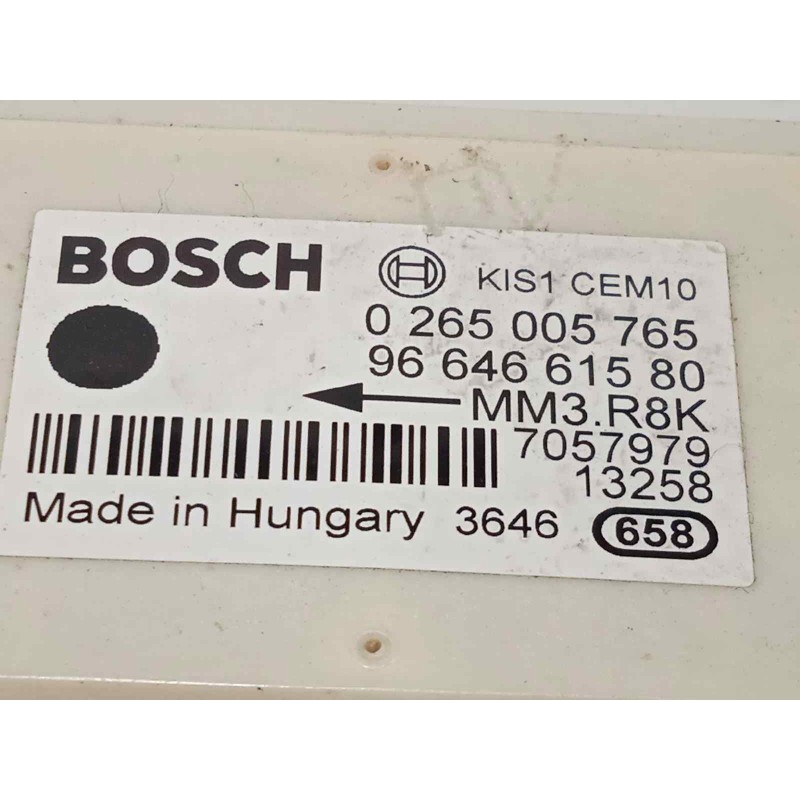 BOSCH KIS1 CEM10
0 265 005 765
96 646 615 80
MM3.R8K
7057979
13258
Made in Hungary 3646 658